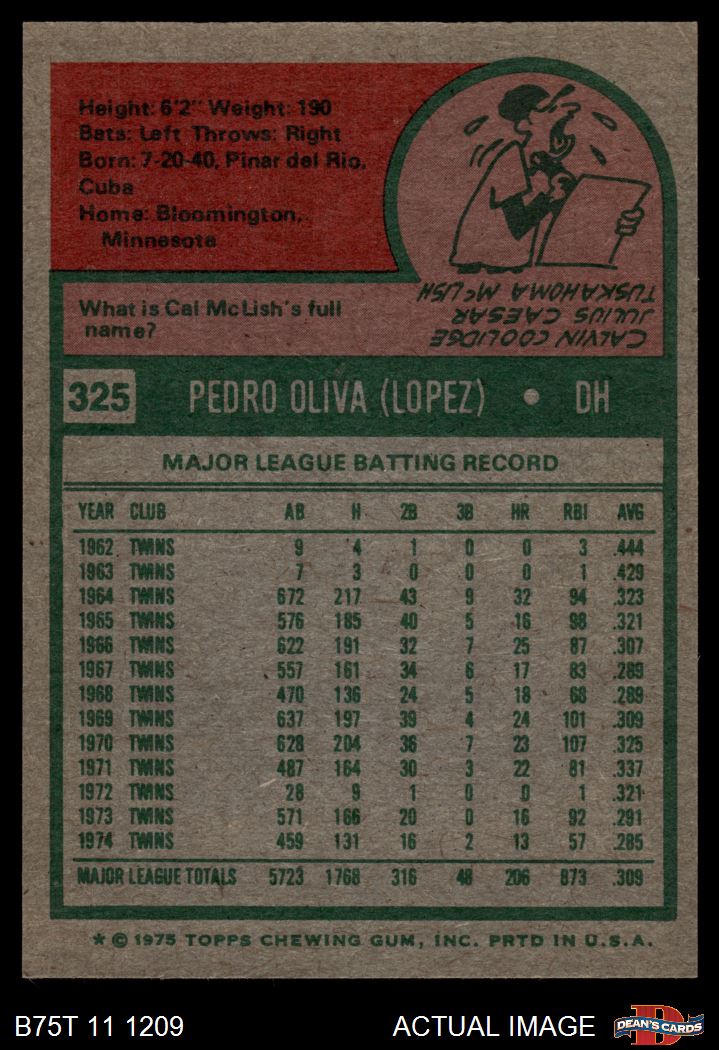 Height: 6'2" Weight: 190
Bats: Left Throws: Right
Born: 7-20-40, Pinar del Rio,
Cuba
Home: Bloomington,
Minnesota
What is Cal McLish's full
name?
CALVIN COOLIDGE
JULIUS CAESAR
TUSKAHOMA McLISH
325 PEDRO OLIVA (LOPEZ) • DH
MAJOR LEAGUE BATTING RECORD
YEAR CLUB AB H 2B 3B HR RBI AVG
1962 TWINS 9 4 1 0 0 3 .444
1963 TWINS 7 3 0 0 0 1 .429
1964 TWINS 672 217 43 9 32 94 .323
1965 TWINS 576 185 40 5 16 98 .321
1966 TWINS 622 191 32 7 25 87 .307
1967 TWINS 557 161 34 6 17 83 .289
1968 TWINS 470 136 24 5 18 68 .289
1969 TWINS 637 197 39 4 24 101 .309
1970 TWINS 628 204 36 7 23 107 .325
1971 TWINS 487 164 30 3 22 81 .337
1972 TWINS 28 9 1 0 0 1 .321
1973 TWINS 571 166 20 0 16 92 .291
1974 TWINS 459 131 16 2 13 57 .285
MAJOR LEAGUE TOTALS 5723 1768 316 48 206 873 .309
* © 1975 TOPPS CHEWING GUM, INC. PRTD IN U.S.A.
B75T 11 1209 ACTUAL IMAGE DEAN'S CARDS